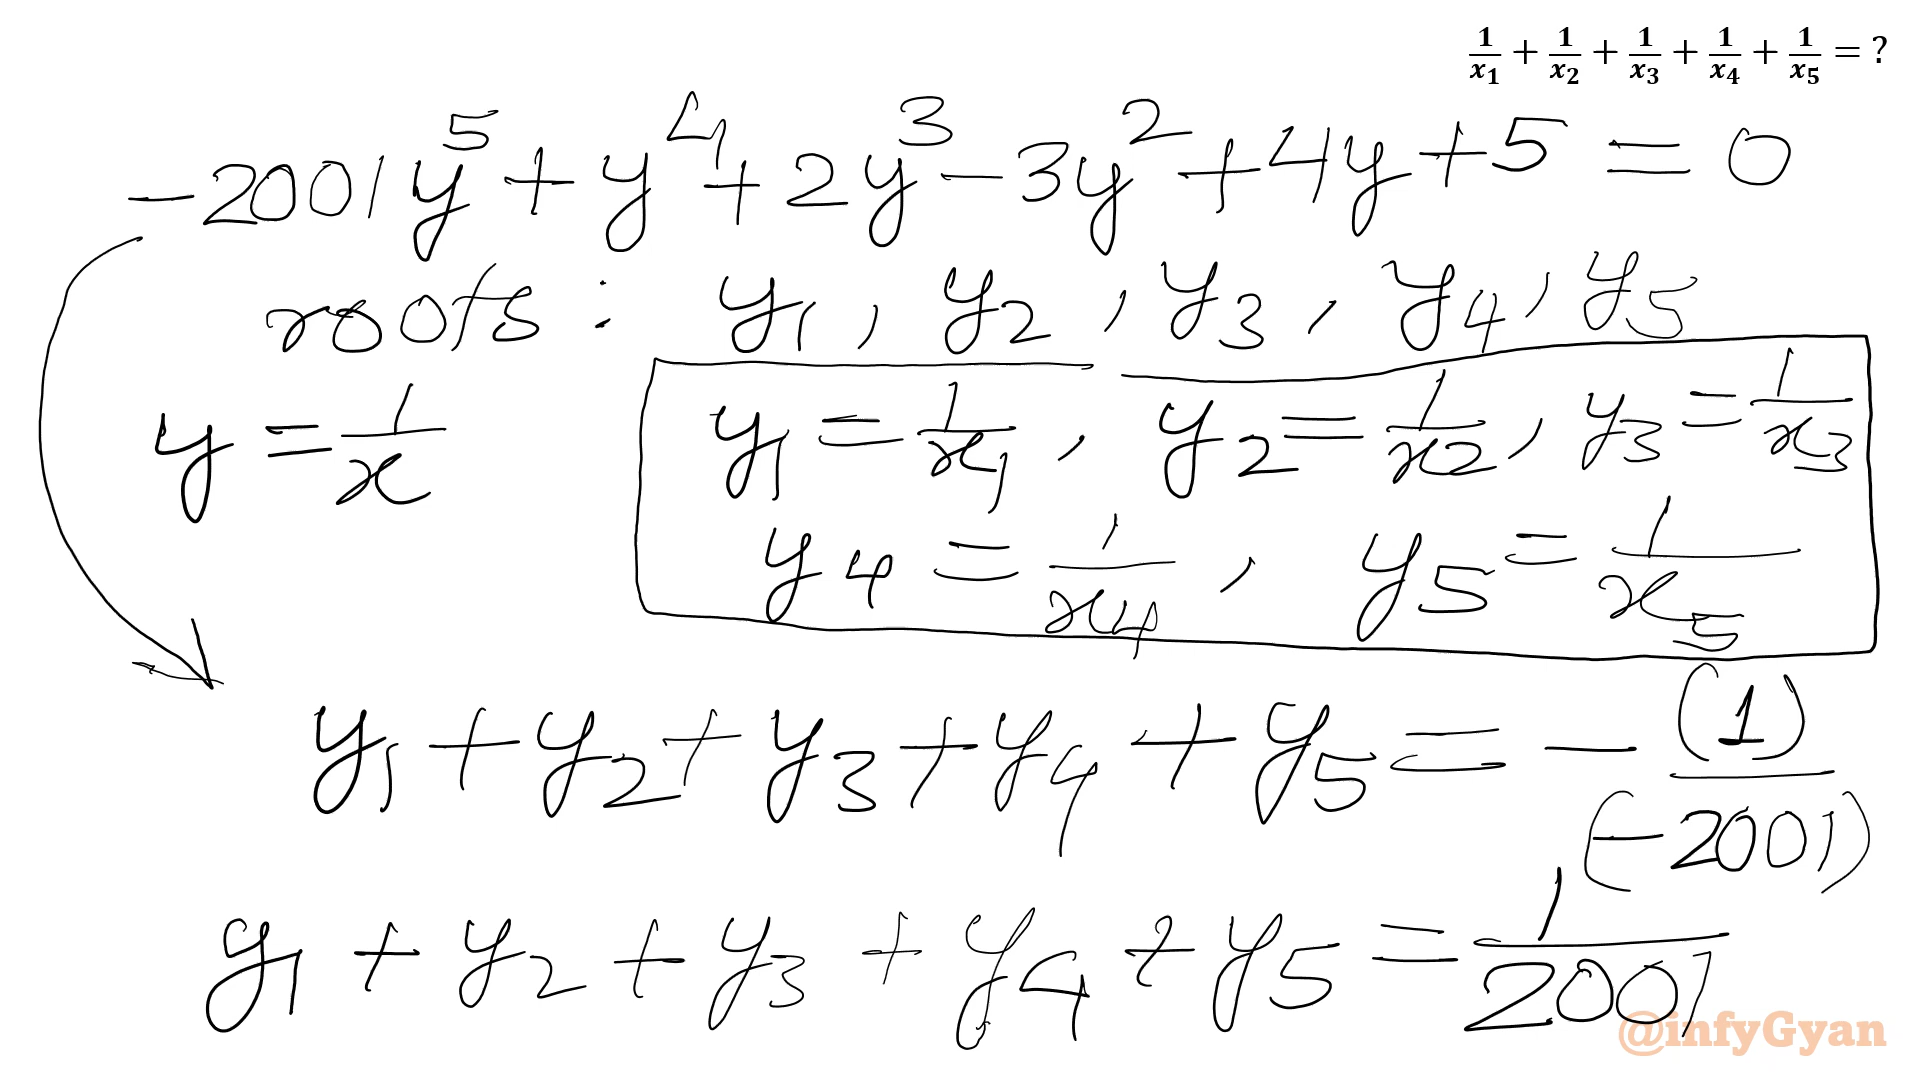 1/x₁ + 1/x₂ + 1/x₃ + 1/x₄ + 1/x₅ = ?
-2001y⁵ + y⁴ + 2y³ - 3y² + 4y + 5 = 0
roots : y₁, y₂, y₃, y₄, y₅
y = 1/x
y₁ = 1/x₁, y₂ = 1/x₂, y₃ = 1/x₃
y₄ = 1/x₄, y₅ = 1/x₅
y₁ + y₂ + y₃ + y₄ + y₅ = - (1)/(-2001)
y₁ + y₂ + y₃ + y₄ + y₅ = 1/2001
@infyGyan